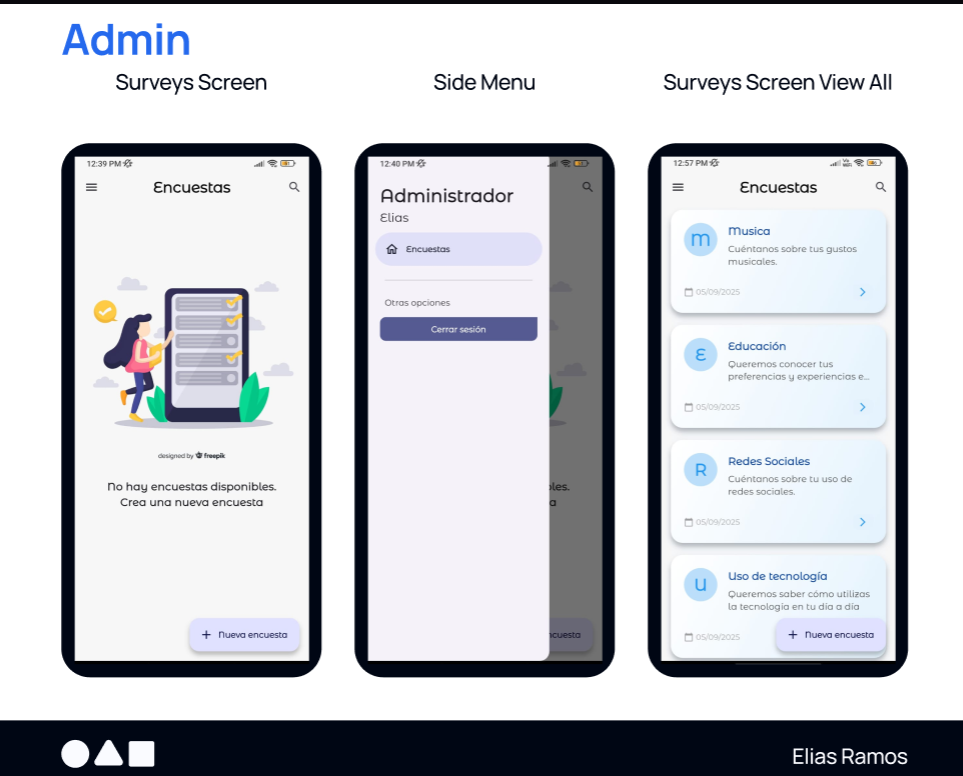 Admin
Surveys Screen
Side Menu
Surveys Screen View All
12:39 PM
Encuestas
designed by freepik
No hay encuestas disponibles.
Crea una nueva encuesta
+ Nueva encuesta
12:40 PM
Administrador
Elias
Encuestas
Otras opciones
Cerrar sesión
bles.
a
ncuesta
12:57 PM
Encuestas
m
Musica
Cuéntanos sobre tus gustos
musicales.
05/09/2025
E
Educación
Queremos conocer tus
preferencias y experiencias e...
05/09/2025
R
Redes Sociales
Cuéntanos sobre tu uso de
redes sociales.
05/09/2025
U
Uso de tecnología
Queremos saber cómo utilizas
la tecnología en tu día a día
05/09/2025
+ Nueva encuesta
Elias Ramos